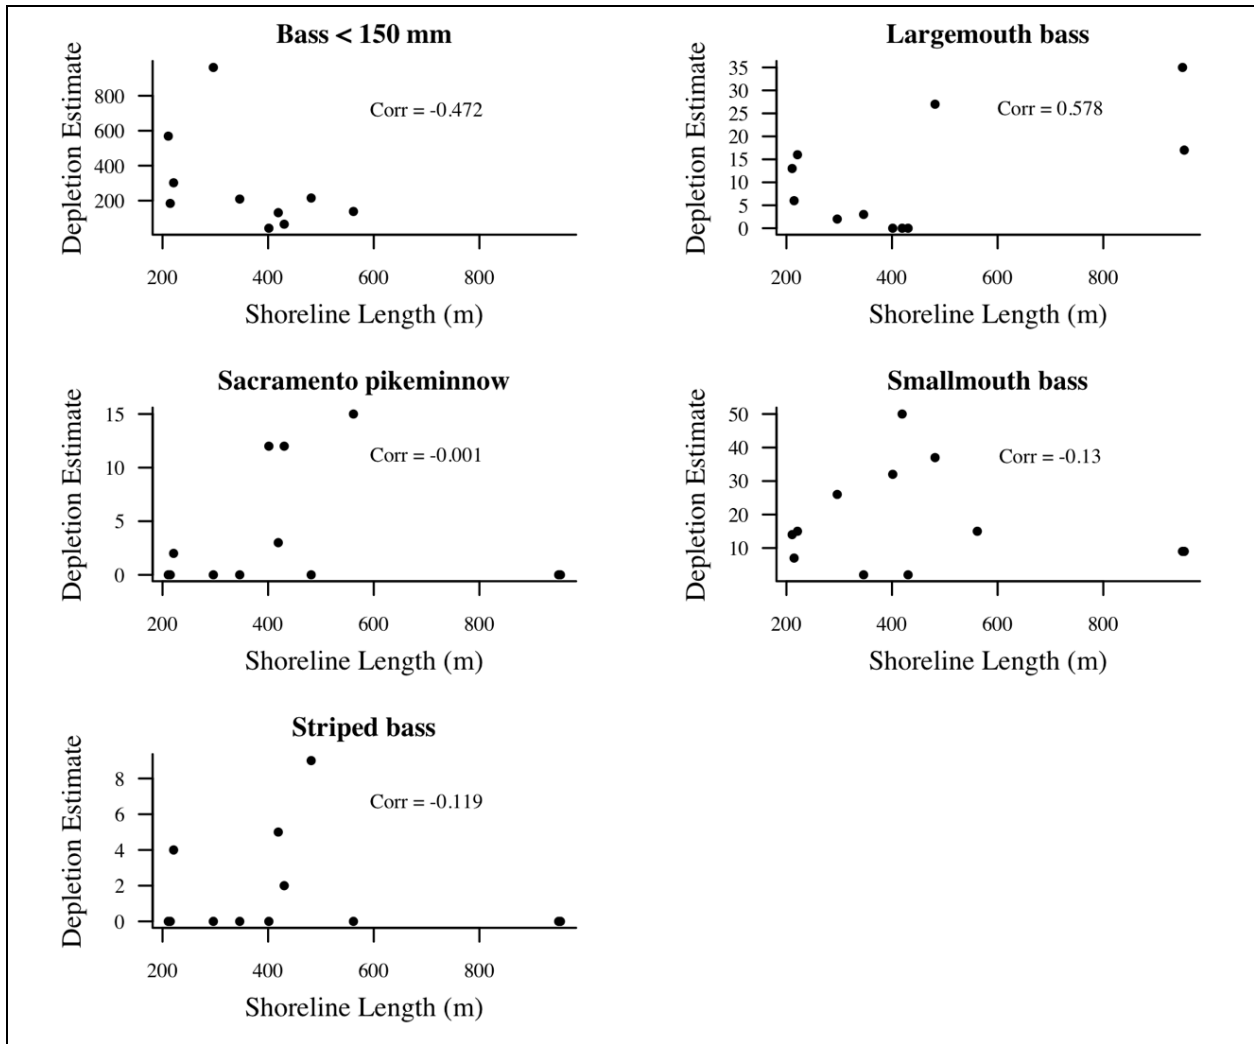 Bass < 150 mm
Depletion Estimate
800
600
400
200
Corr = -0.472
200 400 600 800
Shoreline Length (m)
Largemouth bass
Depletion Estimate
35
30
25
20
15
10
5
0
Corr = 0.578
200 400 600 800
Shoreline Length (m)
Sacramento pikeminnow
Depletion Estimate
15
10
5
0
Corr = -0.001
200 400 600 800
Shoreline Length (m)
Smallmouth bass
Depletion Estimate
50
40
30
20
10
Corr = -0.13
200 400 600 800
Shoreline Length (m)
Striped bass
Depletion Estimate
8
6
4
2
0
Corr = -0.119
200 400 600 800
Shoreline Length (m)